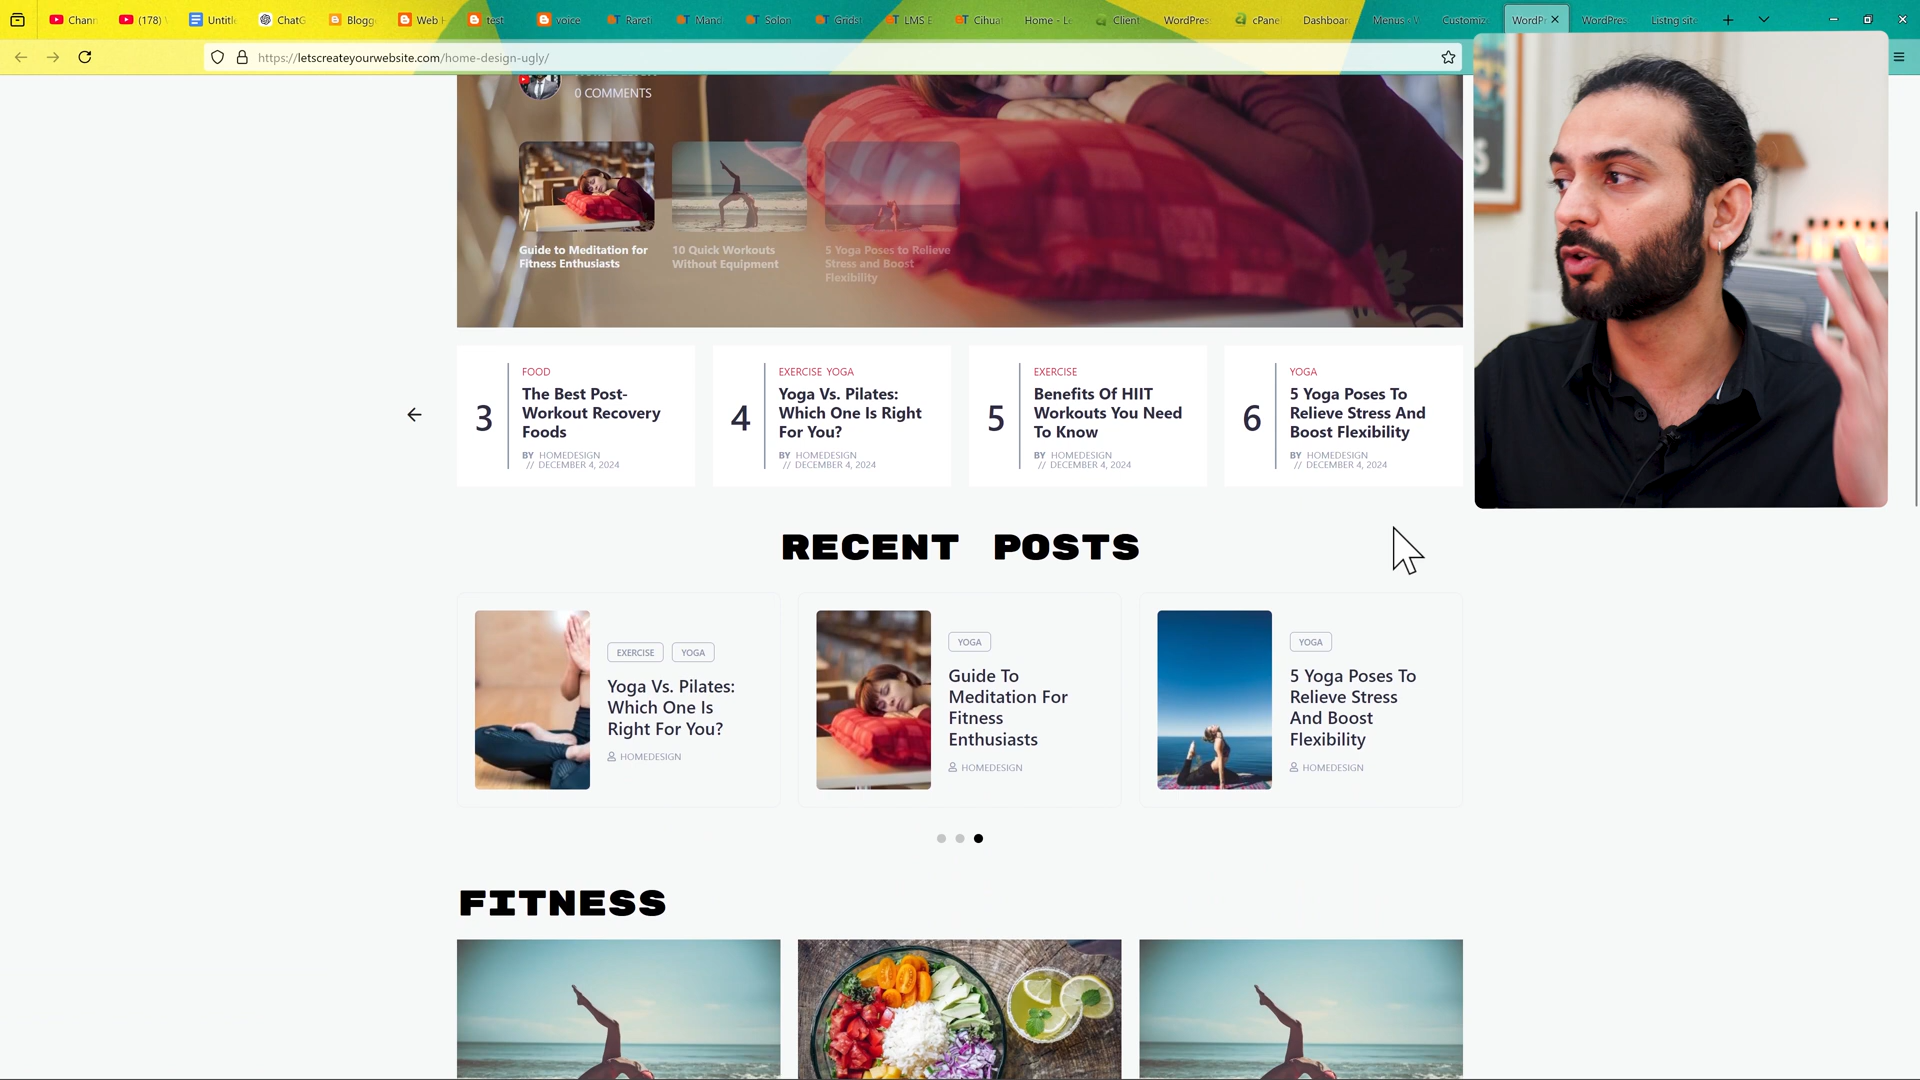 Chann
(178)
Untitle
ChatG
Blogg
Web
test
voice
Rareti
Mand
Solon
Gridst
LMS E
Cihua
Home - Le
Client
WordPres
cPane
Dashboar
Menus
Customiz
WordP
WordPres
Listng site
https://letscreateyourwebsite.com/home-design-ugly/
0 COMMENTS
Guide to Meditation for
Fitness Enthusiasts
10 Quick Workouts
Without Equipment
5 Yoga Poses to Relieve
Stress and Boost
Flexibility
3
FOOD
The Best Post-
Workout Recovery
Foods
BY HOMEDESIGN
// DECEMBER 4, 2024
4
EXERCISE YOGA
Yoga Vs. Pilates:
Which One Is Right
For You?
BY HOMEDESIGN
// DECEMBER 4, 2024
5
EXERCISE
Benefits Of HIIT
Workouts You Need
To Know
BY HOMEDESIGN
// DECEMBER 4, 2024
6
YOGA
5 Yoga Poses To
Relieve Stress And
Boost Flexibility
BY HOMEDESIGN
// DECEMBER 4, 2024
RECENT POSTS
EXERCISE YOGA
Yoga Vs. Pilates:
Which One Is
Right For You?
HOMEDESIGN
YOGA
Guide To
Meditation For
Fitness
Enthusiasts
HOMEDESIGN
YOGA
5 Yoga Poses To
Relieve Stress
And Boost
Flexibility
HOMEDESIGN
FITNESS